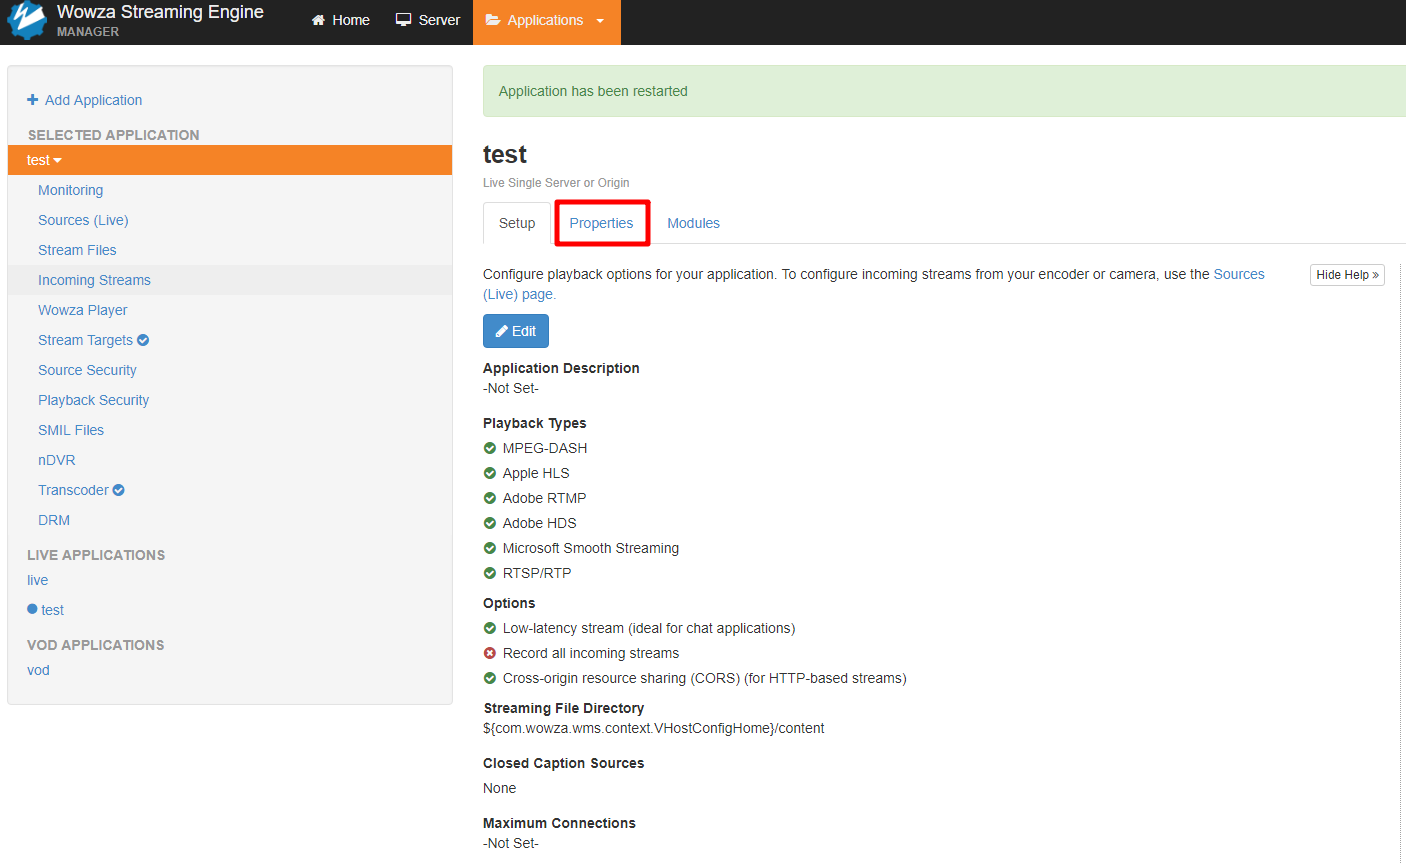 Wowza Streaming Engine
MANAGER
Home
Server
Applications
Add Application
SELECTED APPLICATION
test
Monitoring
Sources (Live)
Stream Files
Incoming Streams
Wowza Player
Stream Targets
Source Security
Playback Security
SMIL Files
nDVR
Transcoder
DRM
LIVE APPLICATIONS
live
test
VOD APPLICATIONS
vod
Application has been restarted
test
Live Single Server or Origin
Setup
Properties
Modules
Configure playback options for your application. To configure incoming streams from your encoder or camera, use the Sources
(Live) page.
Hide Help »
Edit
Application Description
-Not Set-
Playback Types
MPEG-DASH
Apple HLS
Adobe RTMP
Adobe HDS
Microsoft Smooth Streaming
RTSP/RTP
Options
Low-latency stream (ideal for chat applications)
Record all incoming streams
Cross-origin resource sharing (CORS) (for HTTP-based streams)
Streaming File Directory
${com.wowza.wms.context.VHostConfigHome}/content
Closed Caption Sources
None
Maximum Connections
-Not Set-